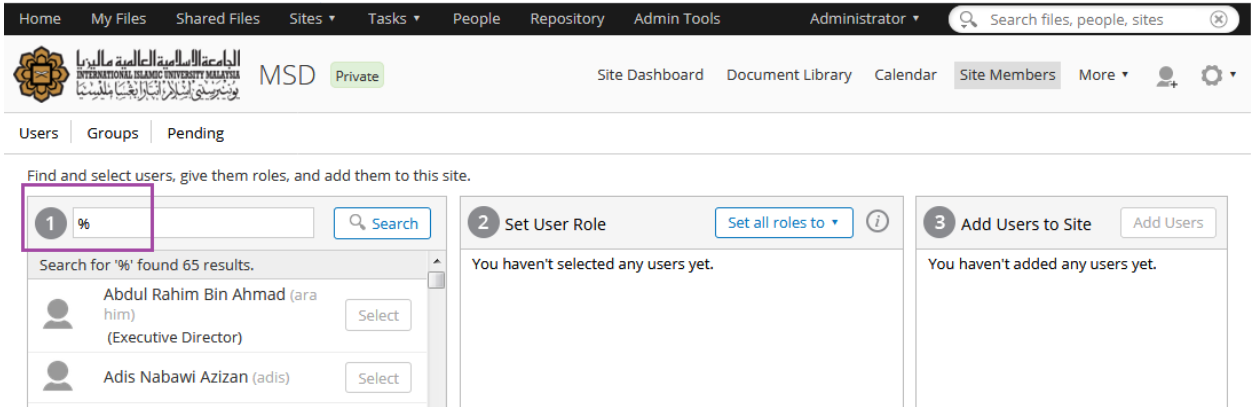 Home My Files Shared Files Sites ▾ Tasks ▾ People Repository Admin Tools Administrator ▾ Search files, people, sites
الجامعة الإسلامية العالمية ماليزيا
INTERNATIONAL ISLAMIC UNIVERSITY MALAYSIA
MSD Private Site Dashboard Document Library Calendar Site Members More ▾
Users Groups Pending
Find and select users, give them roles, and add them to this site.
1 % Search 2 Set User Role Set all roles to ▾ i 3 Add Users to Site Add Users
Search for '%' found 65 results. You haven't selected any users yet. You haven't added any users yet.
Abdul Rahim Bin Ahmad (ara
him) Select
(Executive Director)
Adis Nabawi Azizan (adis) Select